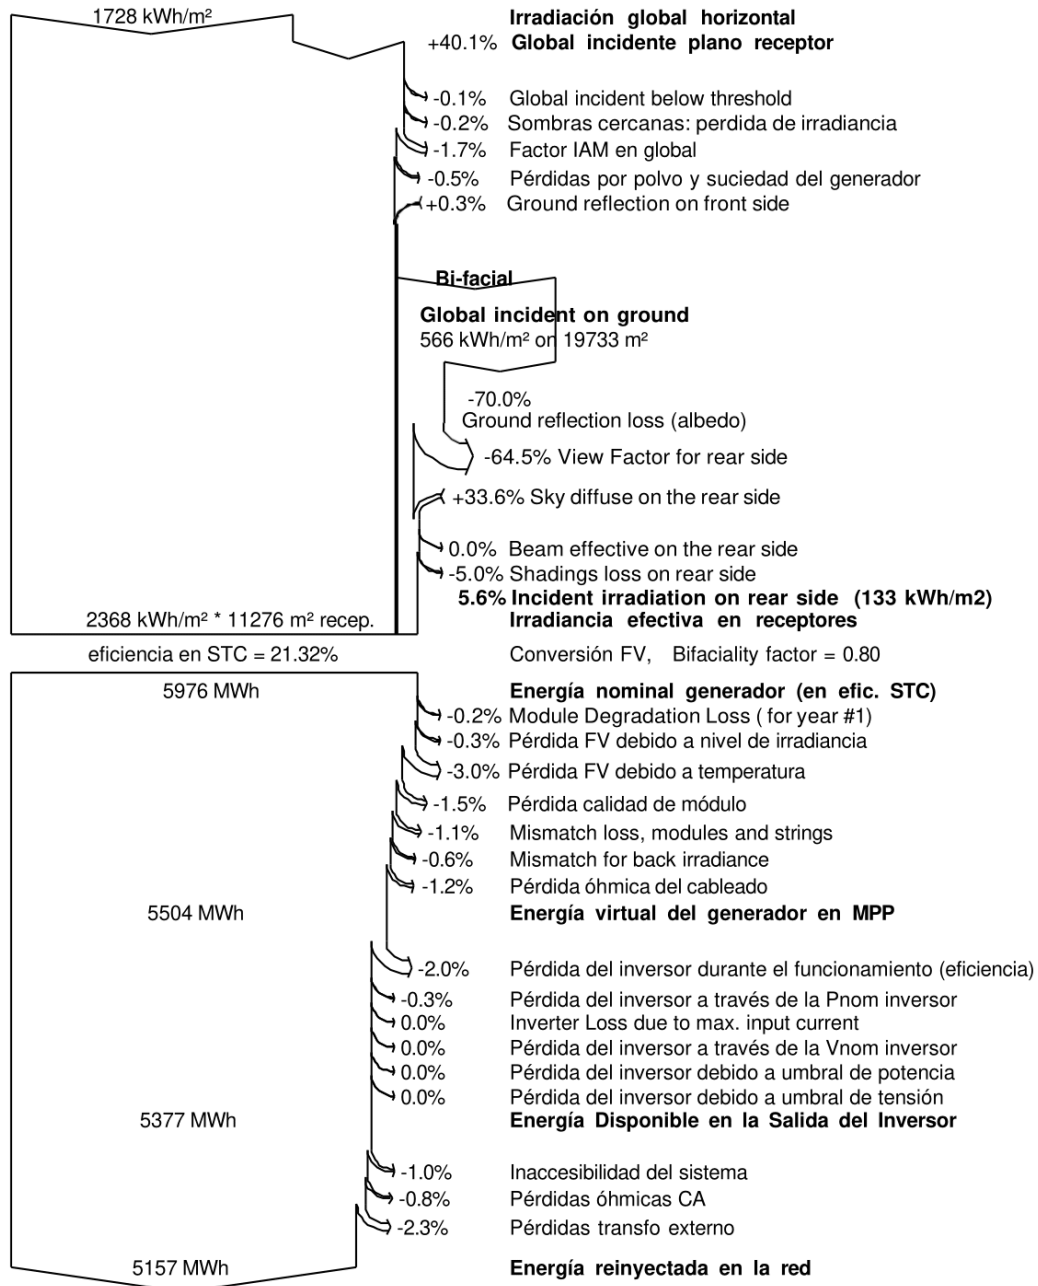 1728 kWh/m² Irradiación global horizontal
+40.1% Global incidente plano receptor
-0.1% Global incident below threshold
-0.2% Sombras cercanas: perdida de irradiancia
-1.7% Factor IAM en global
-0.5% Pérdidas por polvo y suciedad del generador
+0.3% Ground reflection on front side
Bi-facial
Global incident on ground
566 kWh/m² on 19733 m²
-70.0%
Ground reflection loss (albedo)
-64.5% View Factor for rear side
+33.6% Sky diffuse on the rear side
0.0% Beam effective on the rear side
-5.0% Shadings loss on rear side
5.6% Incident irradiation on rear side (133 kWh/m2)
2368 kWh/m² * 11276 m² recep. Irradiancia efectiva en receptores
eficiencia en STC = 21.32% Conversión FV, Bifaciality factor = 0.80
5976 MWh Energía nominal generador (en efic. STC)
-0.2% Module Degradation Loss ( for year #1)
-0.3% Pérdida FV debido a nivel de irradiancia
-3.0% Pérdida FV debido a temperatura
-1.5% Pérdida calidad de módulo
-1.1% Mismatch loss, modules and strings
-0.6% Mismatch for back irradiance
-1.2% Pérdida óhmica del cableado
5504 MWh Energía virtual del generador en MPP
-2.0% Pérdida del inversor durante el funcionamiento (eficiencia)
-0.3% Pérdida del inversor a través de la Pnom inversor
0.0% Inverter Loss due to max. input current
0.0% Pérdida del inversor a través de la Vnom inversor
0.0% Pérdida del inversor debido a umbral de potencia
0.0% Pérdida del inversor debido a umbral de tensión
5377 MWh Energía Disponible en la Salida del Inversor
-1.0% Inaccesibilidad del sistema
-0.8% Pérdidas óhmicas CA
-2.3% Pérdidas transfo externo
5157 MWh Energía reinyectada en la red